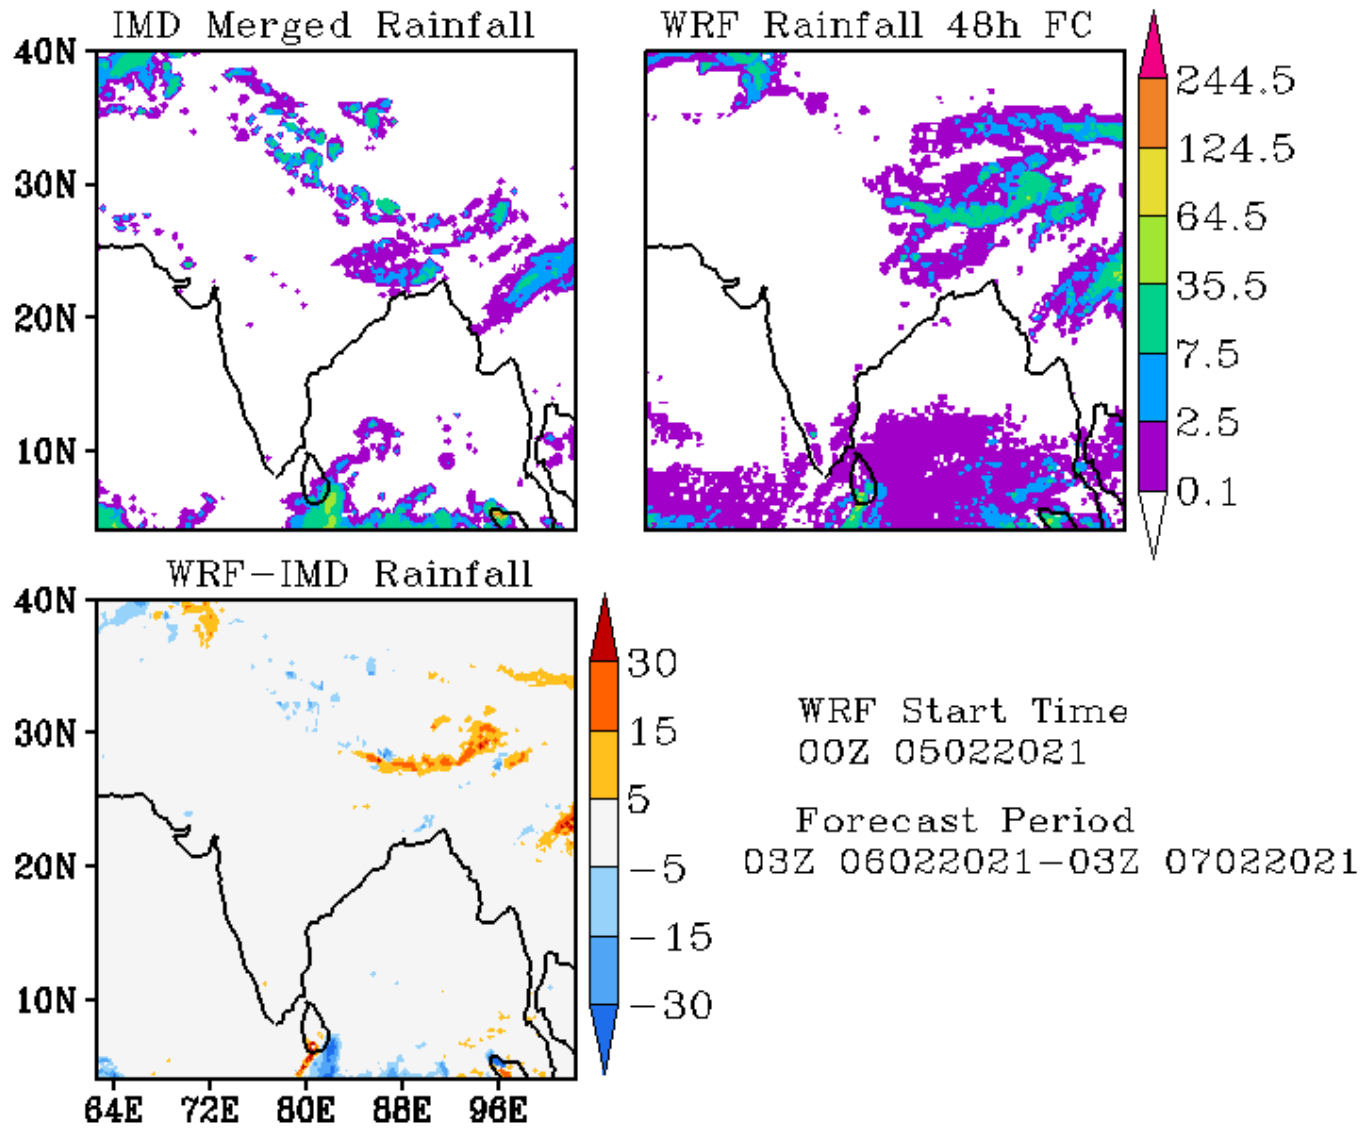 IMD Merged Rainfall
WRF Rainfall 48h FC
40N
30N
20N
10N
244.5
124.5
64.5
35.5
7.5
2.5
0.1
WRF-IMD Rainfall
40N
30N
20N
10N
64E 72E 80E 88E 96E
30
15
5
-5
-15
-30
WRF Start Time
00Z 05022021
Forecast Period
03Z 06022021-03Z 07022021